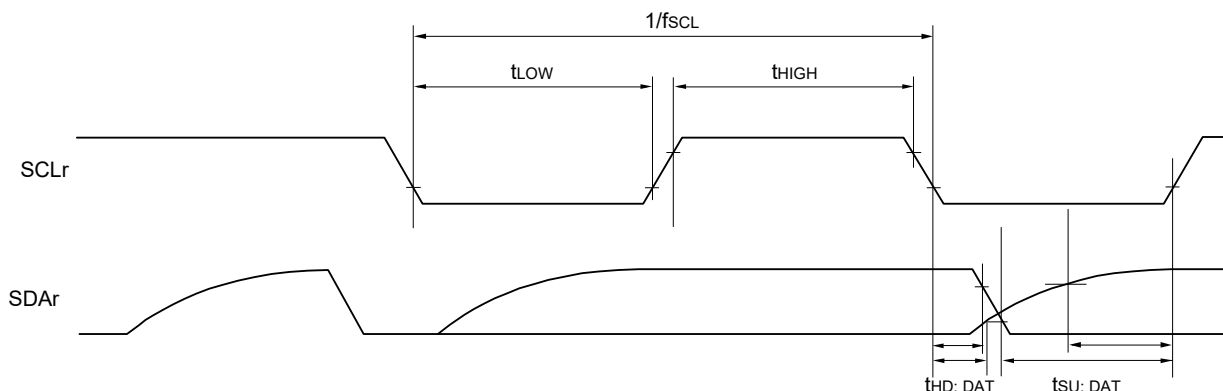 1/fSCL
tLOW
tHIGH
SCLr
SDAr
tHD: DAT
tSU: DAT